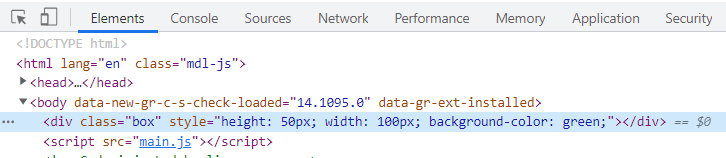 Elements Console Sources Network Performance Memory Application Security
<!DOCTYPE html>
<html lang="en" class="mdl-js">
<head>…</head>
<body data-new-gr-c-s-check-loaded="14.1095.0" data-gr-ext-installed>
<div class="box" style="height: 50px; width: 100px; background-color: green;"></div> == $0
<script src="main.js"></script>